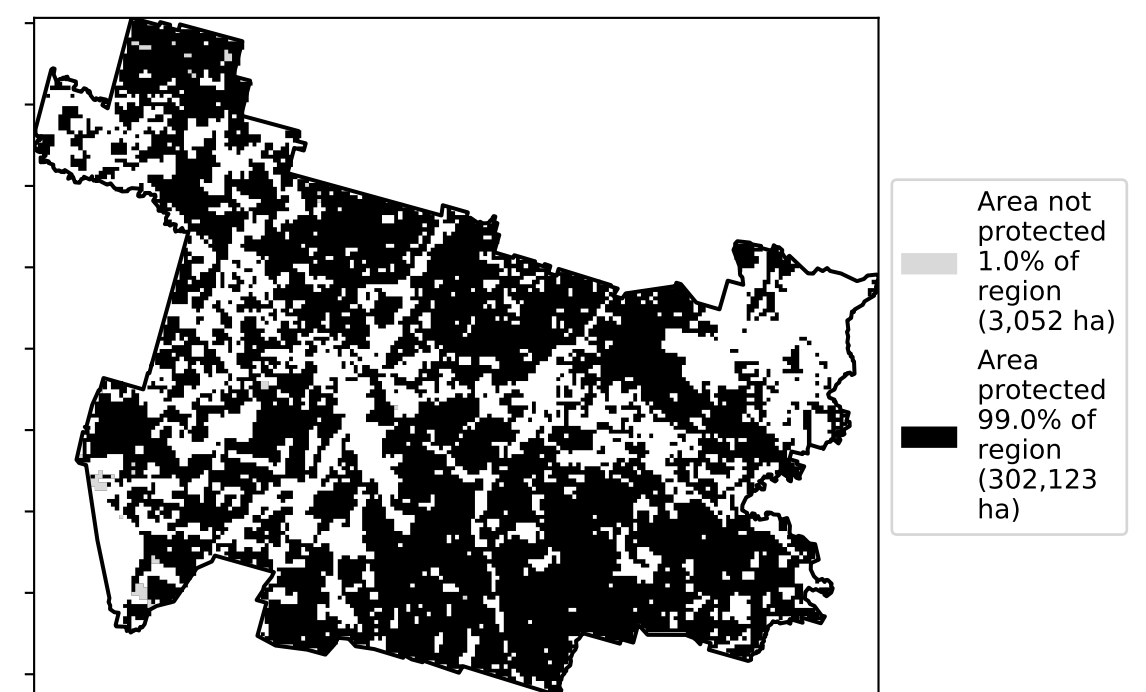 Area not
protected
1.0% of
region
(3,052 ha)
Area
protected
99.0% of
region
(302,123
ha)